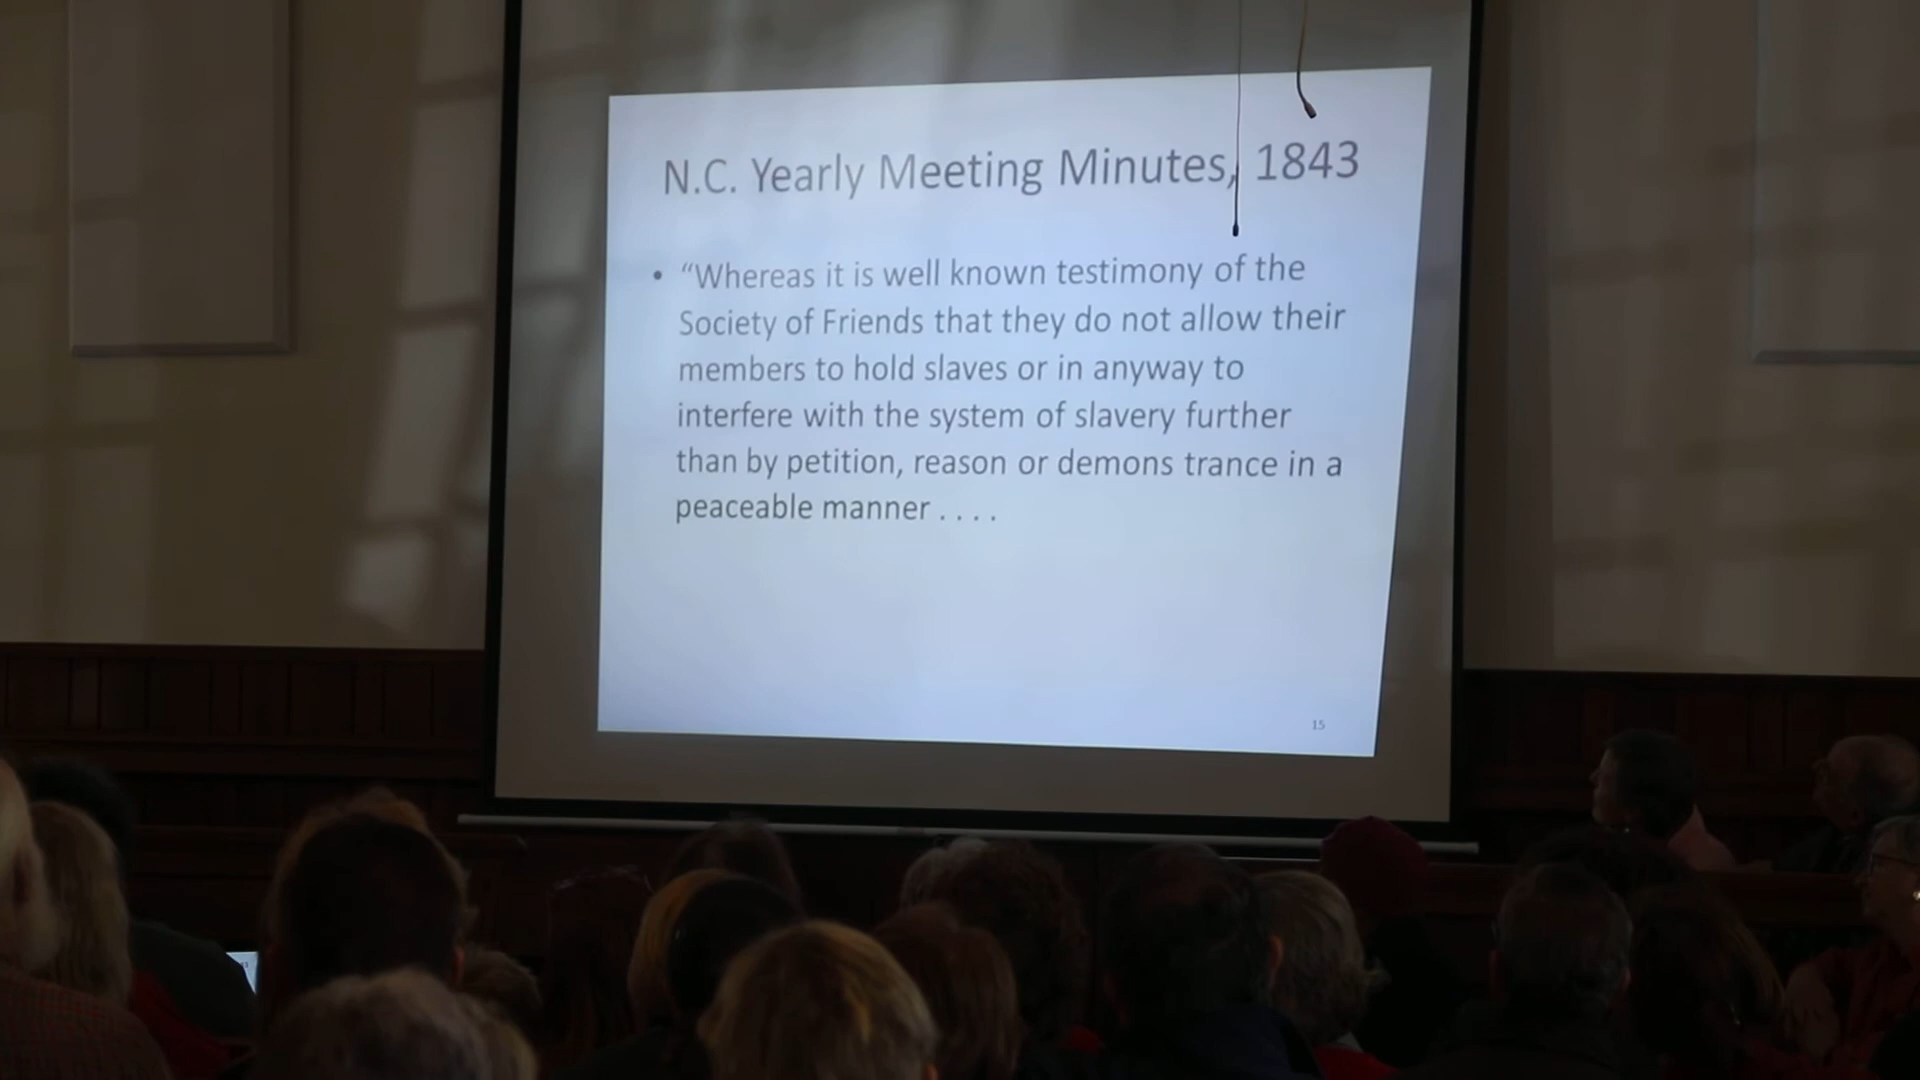 N.C. Yearly Meeting Minutes, 1843
• “Whereas it is well known testimony of the
Society of Friends that they do not allow their
members to hold slaves or in anyway to
interfere with the system of slavery further
than by petition, reason or demons trance in a
peaceable manner . . . .
15